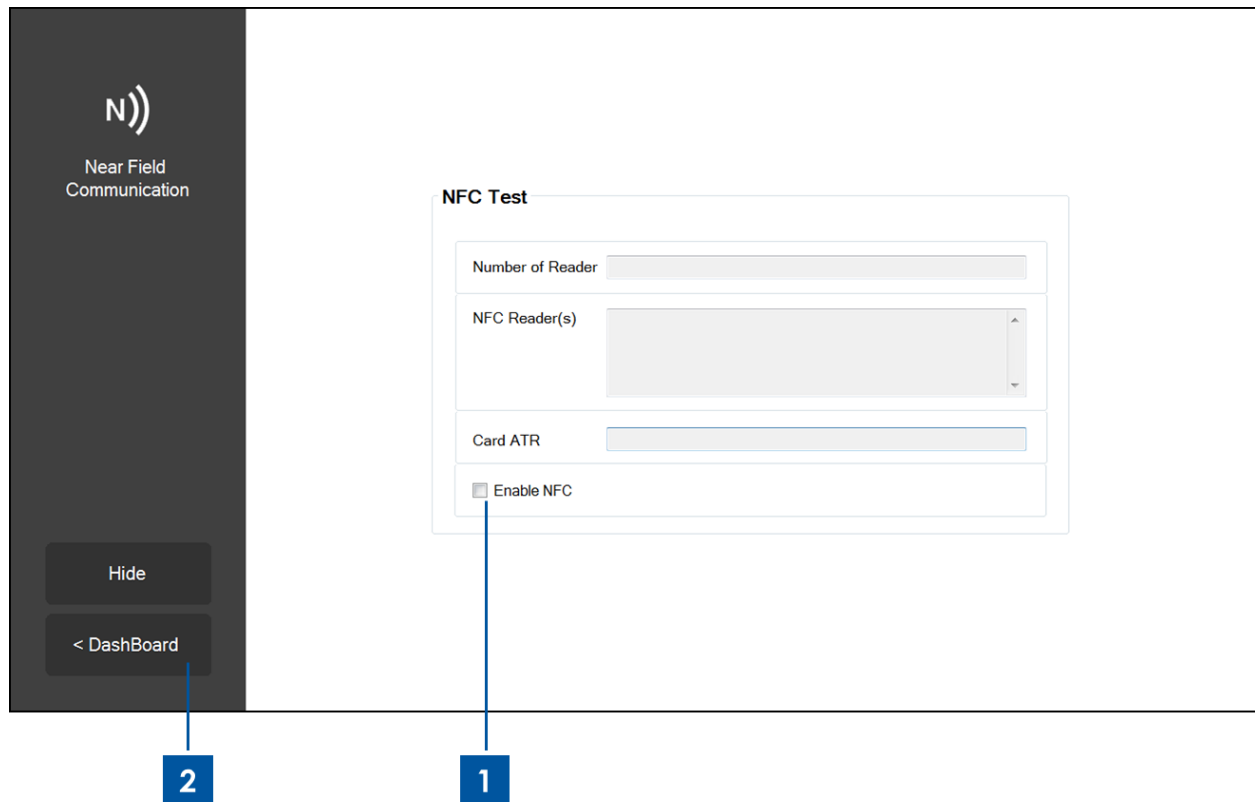 N
Near Field
Communication
NFC Test
Number of Reader
NFC Reader(s)
Card ATR
Enable NFC
Hide
< DashBoard
2
1